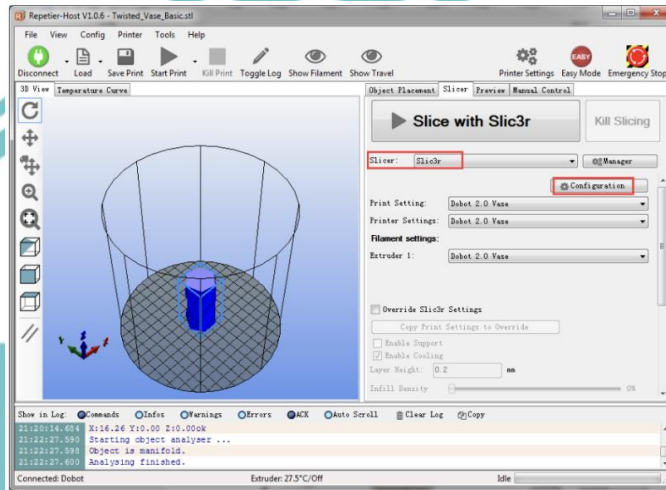 Repetier-Host V1.0.6 - Twisted_Vase_Basic.stl
File View Config Printer Tools Help
Disconnect Load Save Print Start Print Kill Print Toggle Log Show Filament Show Travel Printer Settings Easy Mode Emergency Stop
EASY
3D View Temperature Curve
Object Placement Slicer Preview Manual Control
Slice with Slic3r
Kill Slicing
Slicer: Slic3r Manager
Configuration
Print Setting: Dobot 2.0 Vase
Printer Settings: Dobot 2.0 Vase
Filament settings:
Extruder 1: Dobot 2.0 Vase
Override Slic3r Settings
Copy Print Settings to Override
Enable Support
Enable Cooling
Layer Height: 0.2 mm
Infill Density 0%
Show in Log: Commands Infos Warnings Errors ACK Auto Scroll Clear Log Copy
21:20:14.684 X:16.26 Y:0.00 Z:0.00ok
21:22:27.590 Starting object analyser ...
21:22:27.598 Object is manifold.
21:22:27.600 Analysing finished.
Connected: Dobot Extruder: 27.5°C/Off Idle